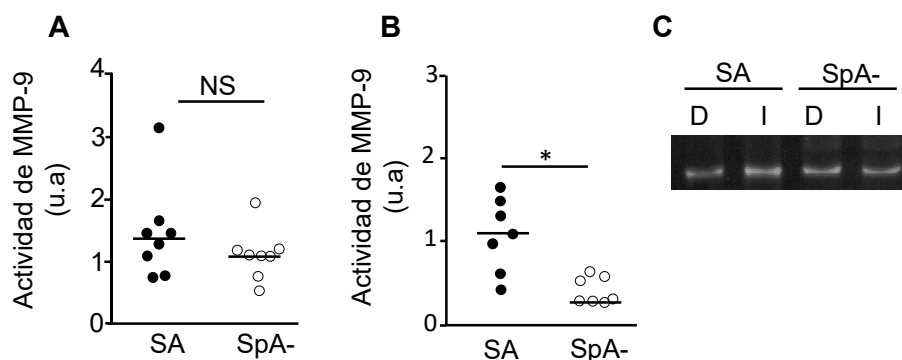 A
Actividad de MMP-9
(u.a)
4
3
2
1
0
NS
SA
SpA-
B
Actividad de MMP-9
(u.a)
3
2
1
0
*
SA
SpA-
C
SA
SpA-
D
I
D
I